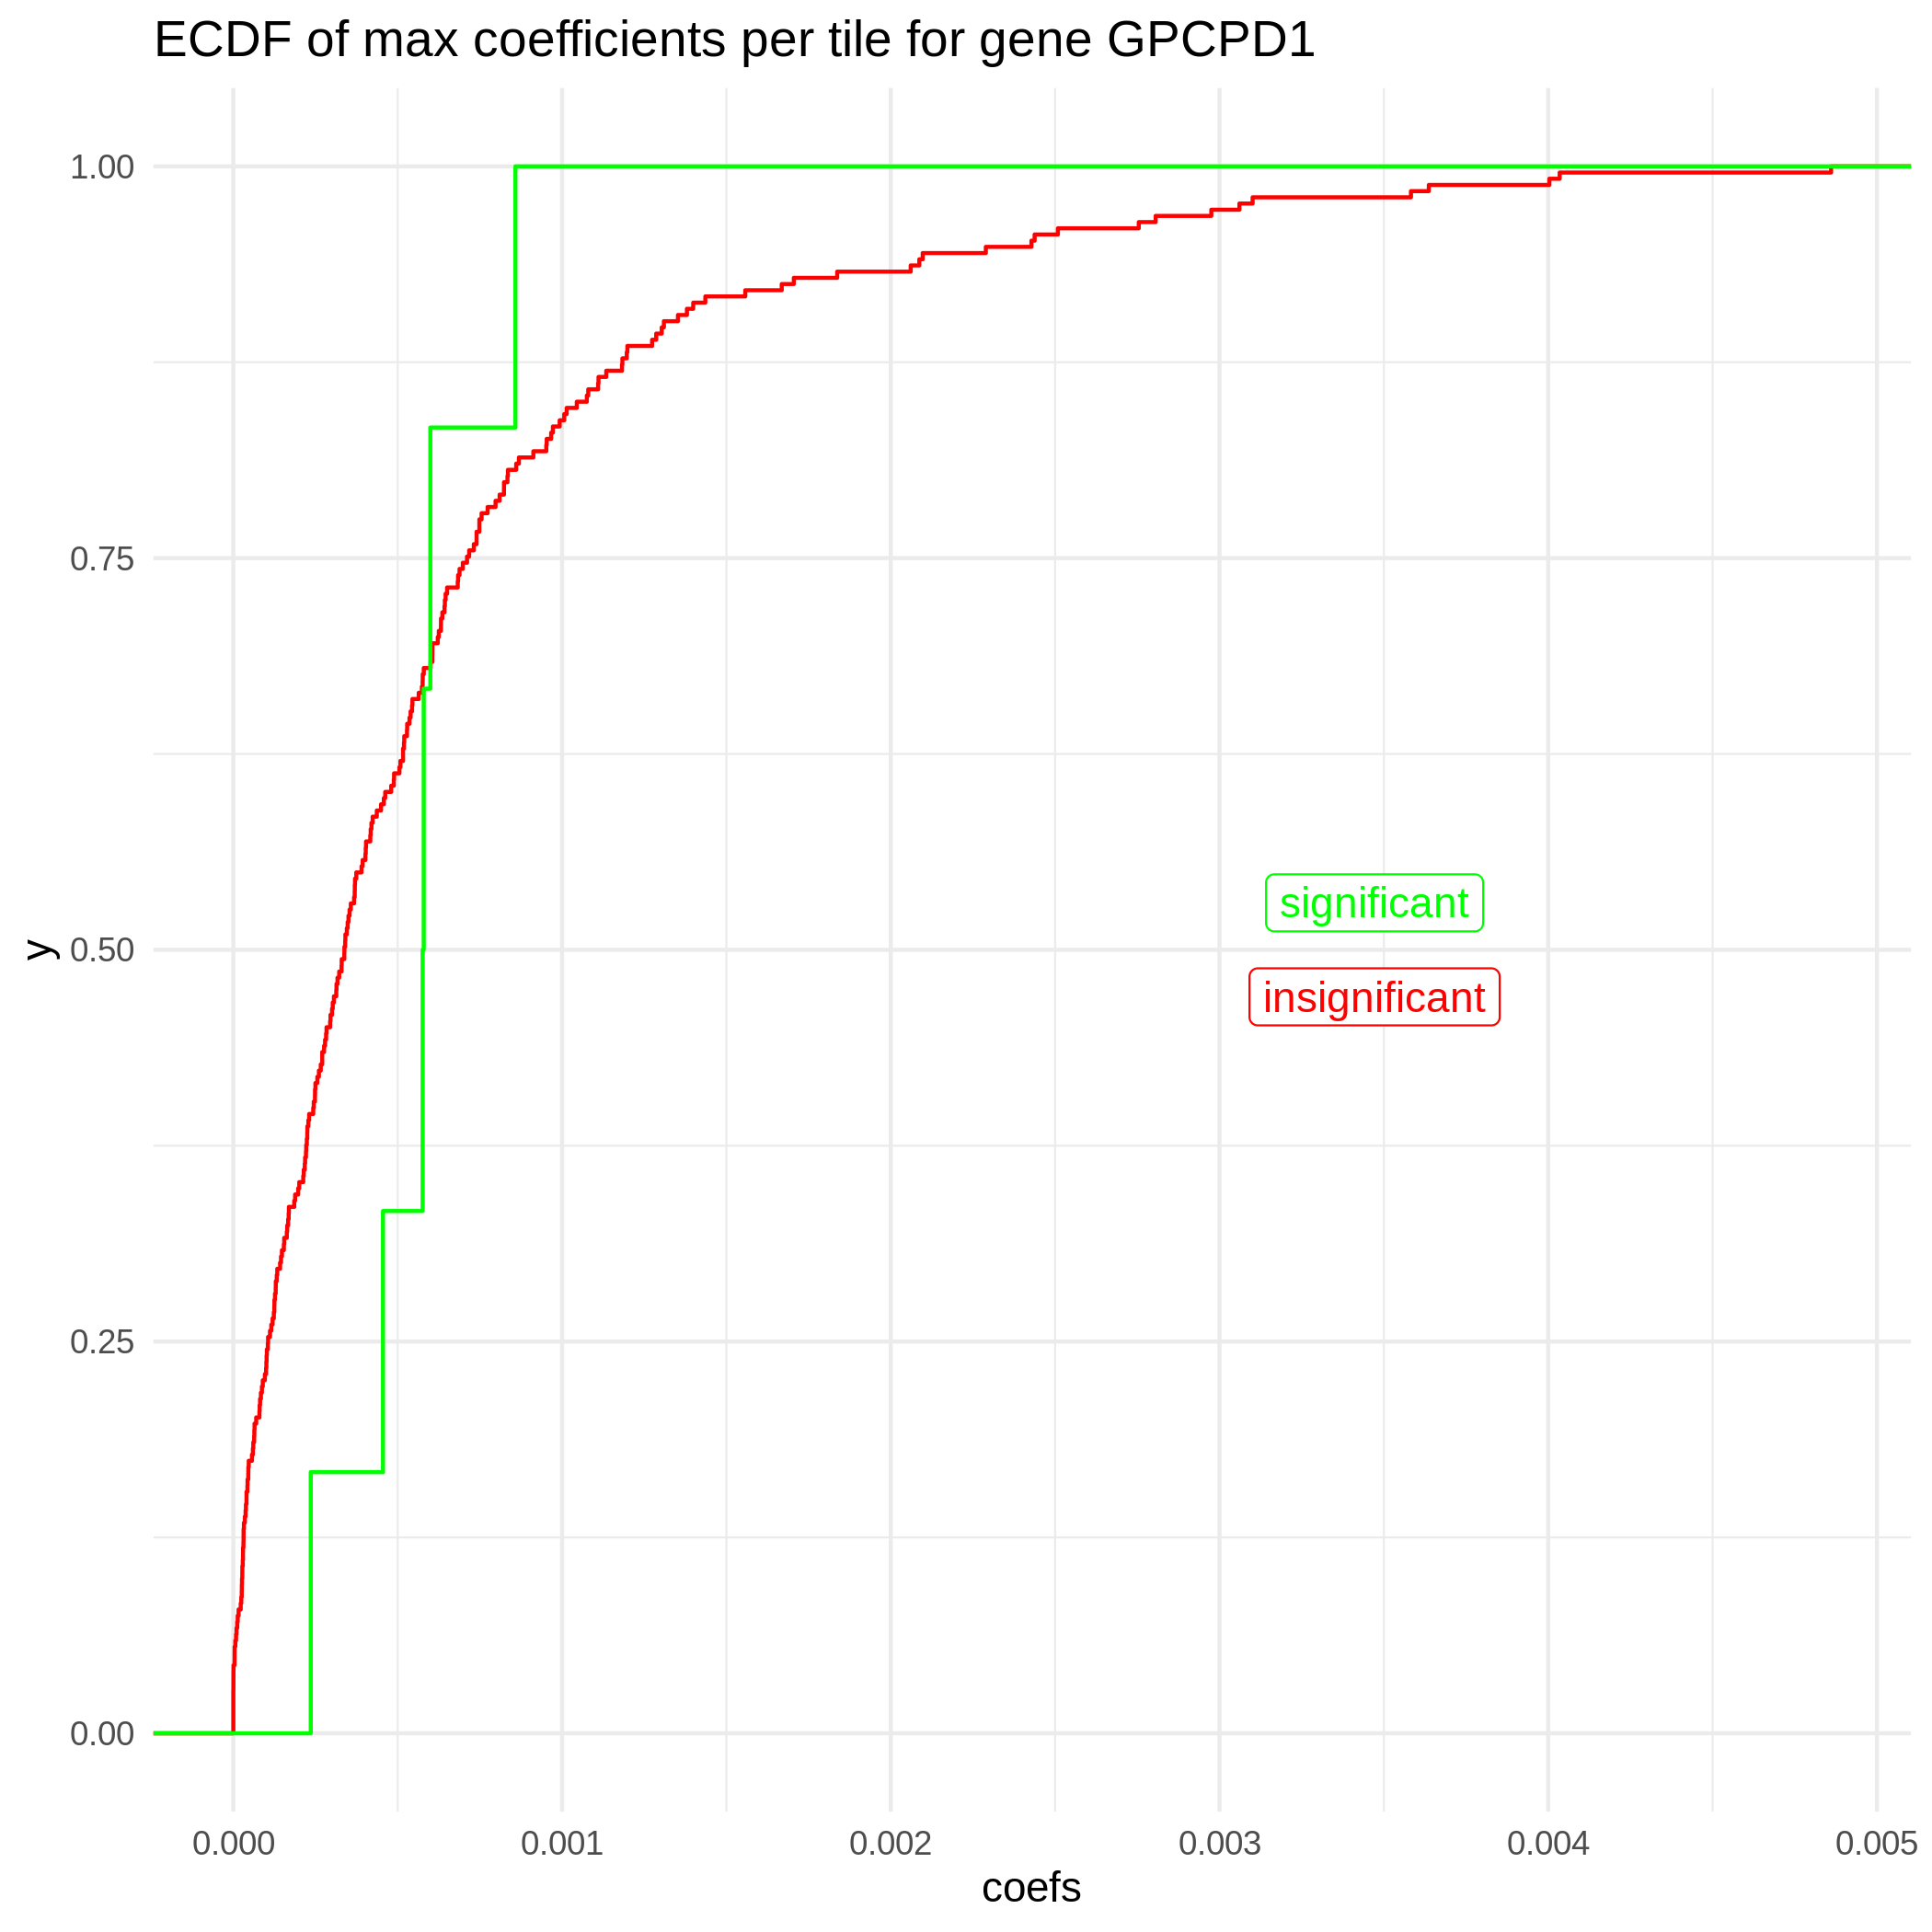 ECDF of max coefficients per tile for gene GPCPD1
1.00
0.75
0.50
0.25
0.00
y
significant
insignificant
0.000 0.001 0.002 0.003 0.004 0.005
coefs